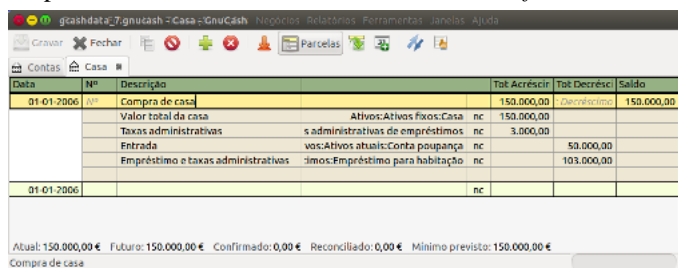 gcashdata_7.gnucash - Casa - GnuCash Negócios Relatórios Ferramentas Janelas Ajuda
Gravar Fechar Parcelas
Contas Casa
Data Nº Descrição Tot Acréscir Tot Decrésci Saldo
01-01-2006 Nº Compra de casa 150.000,00 Decréscimo 150.000,00
Valor total da casa Ativos:Ativos fixos:Casa nc 150.000,00
Taxas administrativas s administrativas de empréstimos nc 3.000,00
Entrada vos:Ativos atuais:Conta poupança nc 50.000,00
Empréstimo e taxas administrativas :imos:Empréstimo para habitação nc 103.000,00
01-01-2006 nc
Atual: 150.000,00 € Futuro: 150.000,00 € Confirmado: 0,00 € Reconciliado: 0,00 € Mínimo previsto: 150.000,00 €
Compra de casa